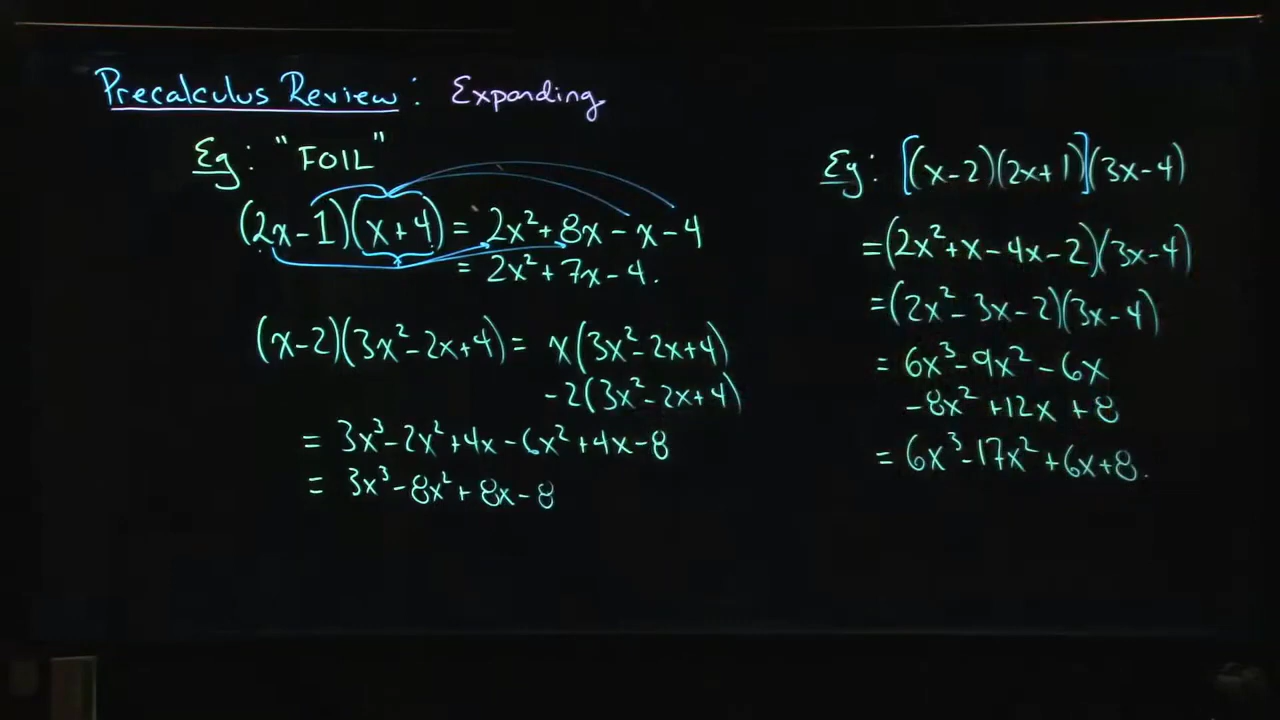 Precalculus Review: Expanding
Eg: "FOIL"
(2x-1)(x+4) = 2x²+8x-x-4
= 2x²+7x-4.
(x-2)(3x²-2x+4) = x(3x²-2x+4)
-2(3x²-2x+4)
= 3x³-2x²+4x-6x²+4x-8
= 3x³-8x²+8x-8
Eg: [(x-2)(2x+1)](3x-4)
=(2x²+x-4x-2)(3x-4)
=(2x²-3x-2)(3x-4)
= 6x³-9x²-6x
-8x²+12x+8
= 6x³-17x²+6x+8.